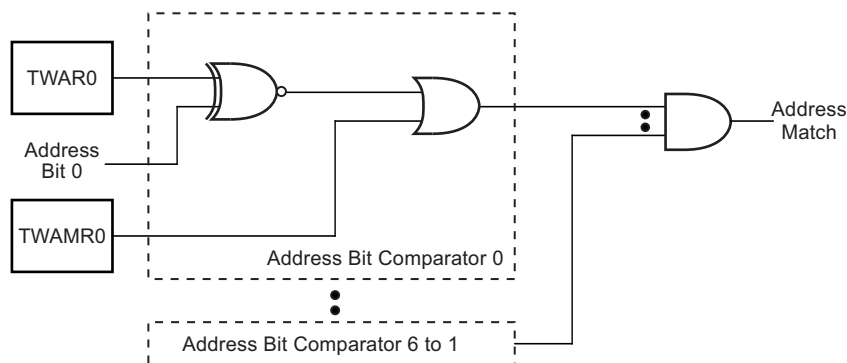 TWAR0
Address
Bit 0
TWAMR0
Address Bit Comparator 0
Address Bit Comparator 6 to 1
Address
Match